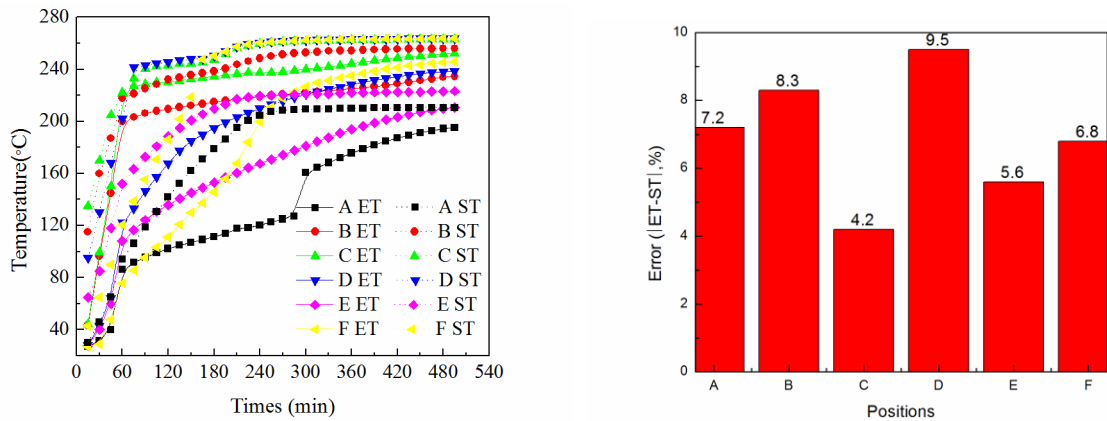 280
240
200
160
120
80
40
Temperature(°C)
A ET
A ST
B ET
B ST
C ET
C ST
D ET
D ST
E ET
E ST
F ET
F ST
0 60 120 180 240 300 360 420 480 540
Times (min)
10
8
6
4
2
0
Error (|ET-ST|,%)
7.2
8.3
4.2
9.5
5.6
6.8
A B C D E F
Positions